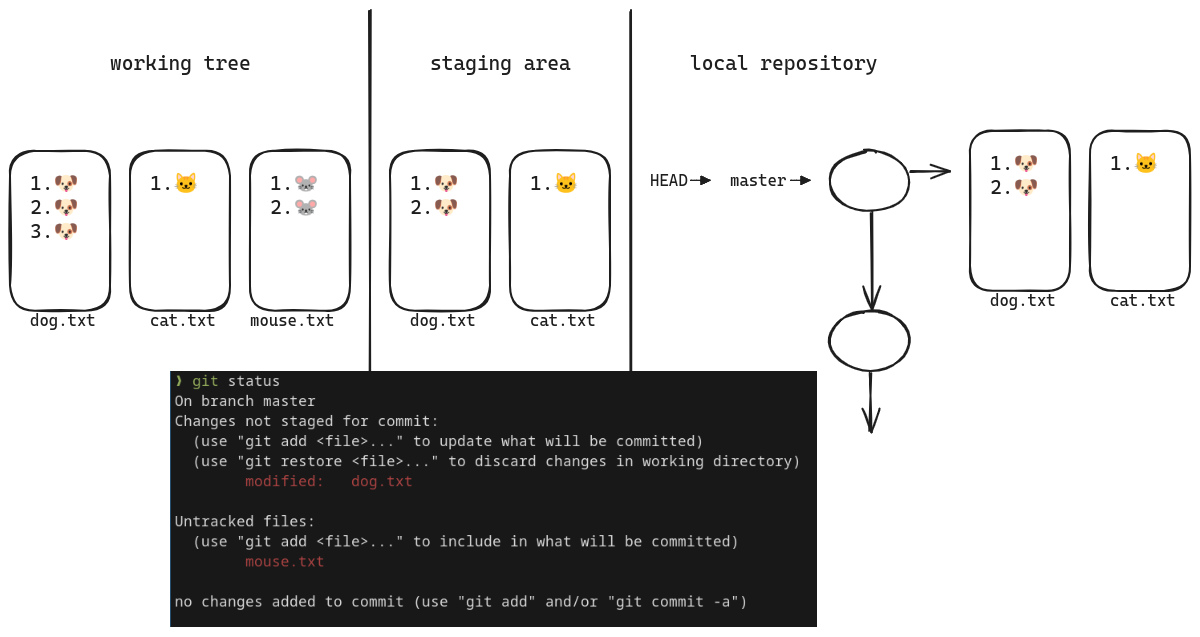 working tree
staging area
local repository
1.🐶
2.🐶
3.🐶
dog.txt
1.🐱
cat.txt
1.🐭
2.🐭
mouse.txt
1.🐶
2.🐶
dog.txt
1.🐱
cat.txt
HEAD
master
1.🐶
2.🐶
dog.txt
1.🐱
cat.txt
❯ git status
On branch master
Changes not staged for commit:
  (use "git add <file>..." to update what will be committed)
  (use "git restore <file>..." to discard changes in working directory)
        modified:   dog.txt
Untracked files:
  (use "git add <file>..." to include in what will be committed)
        mouse.txt
no changes added to commit (use "git add" and/or "git commit -a")